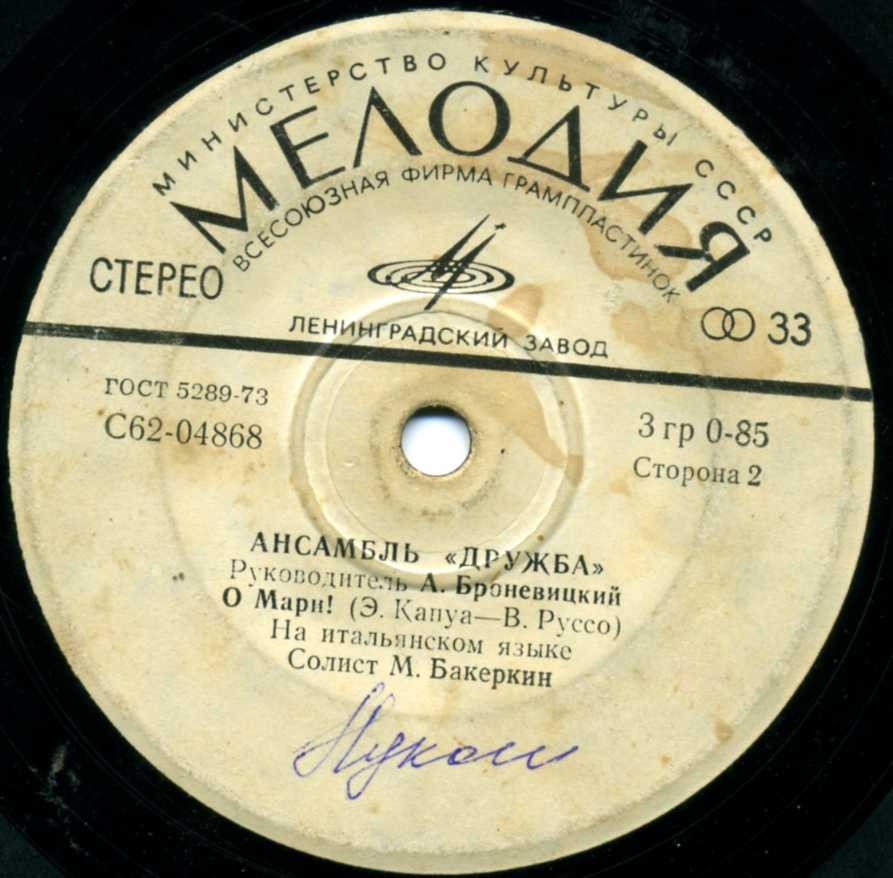 МИНИСТЕРСТВО КУЛЬТУРЫ СССР
МЕЛОДИЯ
ВСЕСОЮЗНАЯ ФИРМА ГРАМПЛАСТИНОК
СТЕРЕО
33
ЛЕНИНГРАДСКИЙ ЗАВОД
ГОСТ 5289-73
С62-04868
3 гр 0-85
Сторона 2
АНСАМБЛЬ «ДРУЖБА»
Руководитель А. Броневицкий
О Мари! (Э. Капуа—В. Руссо)
На итальянском языке
Солист М. Бакеркин